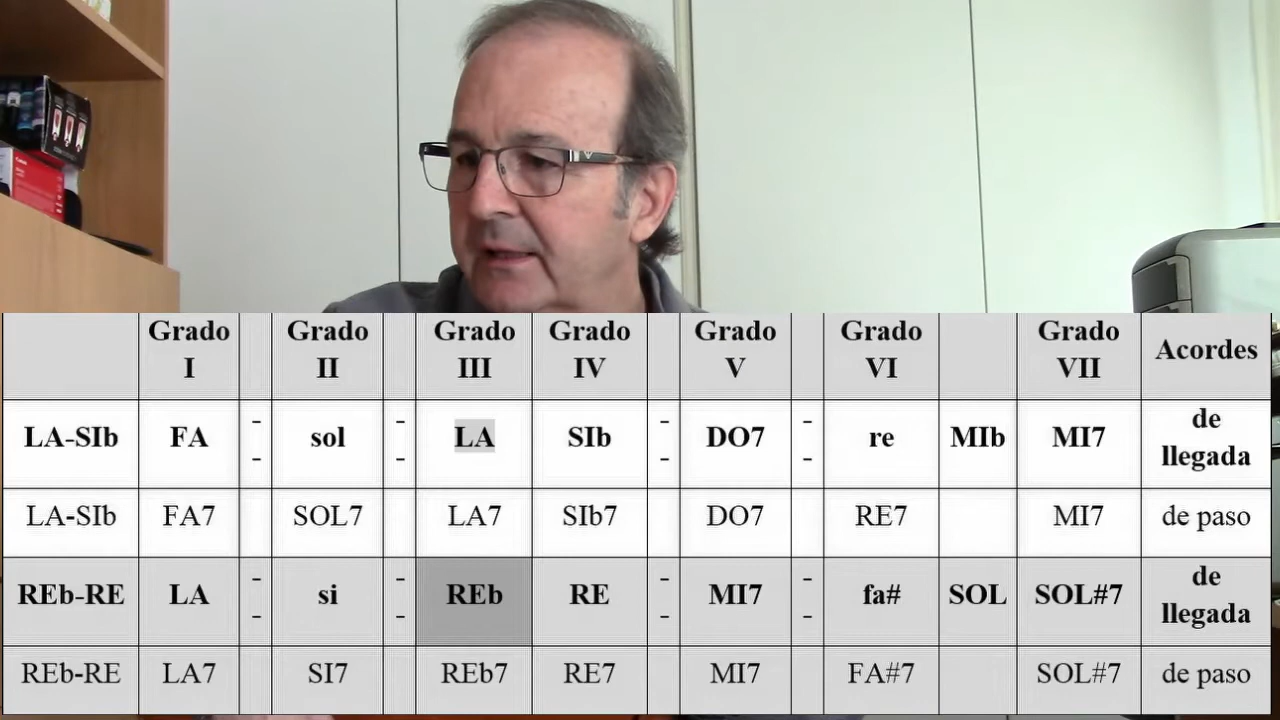 Grado I Grado II Grado III Grado IV Grado V Grado VI Grado VII Acordes
LA-SIb FA - - sol - - LA SIb - - DO7 - - re MIb MI7 de llegada
LA-SIb FA7 SOL7 LA7 SIb7 DO7 RE7 MI7 de paso
REb-RE LA - - si - - REb RE - - MI7 - - fa# SOL SOL#7 de llegada
REb-RE LA7 SI7 REb7 RE7 MI7 FA#7 SOL#7 de paso